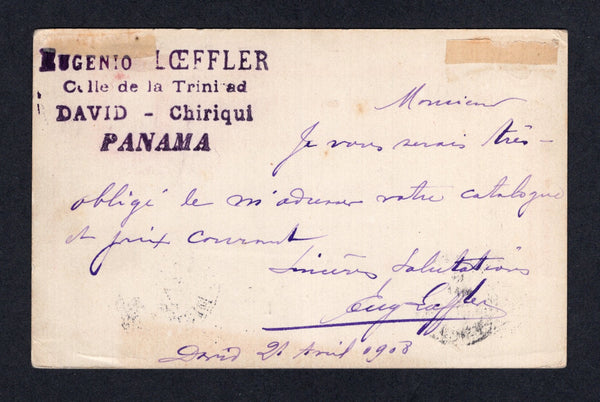 EUGENIO LŒFFLER
Calle de la Trinidad
DAVID - Chiriqui
PANAMA
Monsieur
Je vous serais très-
obligé de m'adresser votre catalogue
et prix courant
Sincères Salutations
Eug Lœffler
David 21 Avril 1908